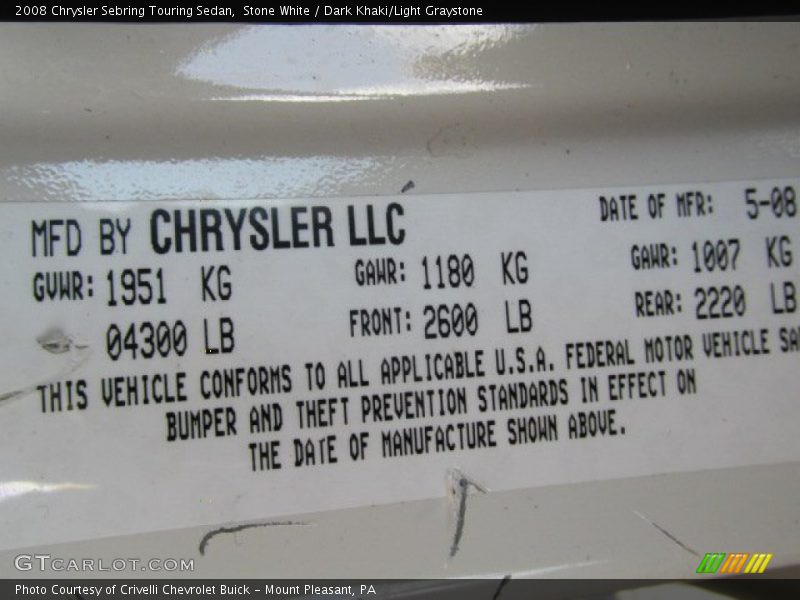 2008 Chrysler Sebring Touring Sedan, Stone White / Dark Khaki/Light Graystone
MFD BY CHRYSLER LLC DATE OF MFR: 5-08
GVWR: 1951 KG GAWR: 1180 KG GAWR: 1007 KG
04300 LB FRONT: 2600 LB REAR: 2220 LB
THIS VEHICLE CONFORMS TO ALL APPLICABLE U.S.A. FEDERAL MOTOR VEHICLE
BUMPER AND THEFT PREVENTION STANDARDS IN EFFECT ON
THE DATE OF MANUFACTURE SHOWN ABOVE.
GTCARLOT.COM
Photo Courtesy of Crivelli Chevrolet Buick - Mount Pleasant, PA